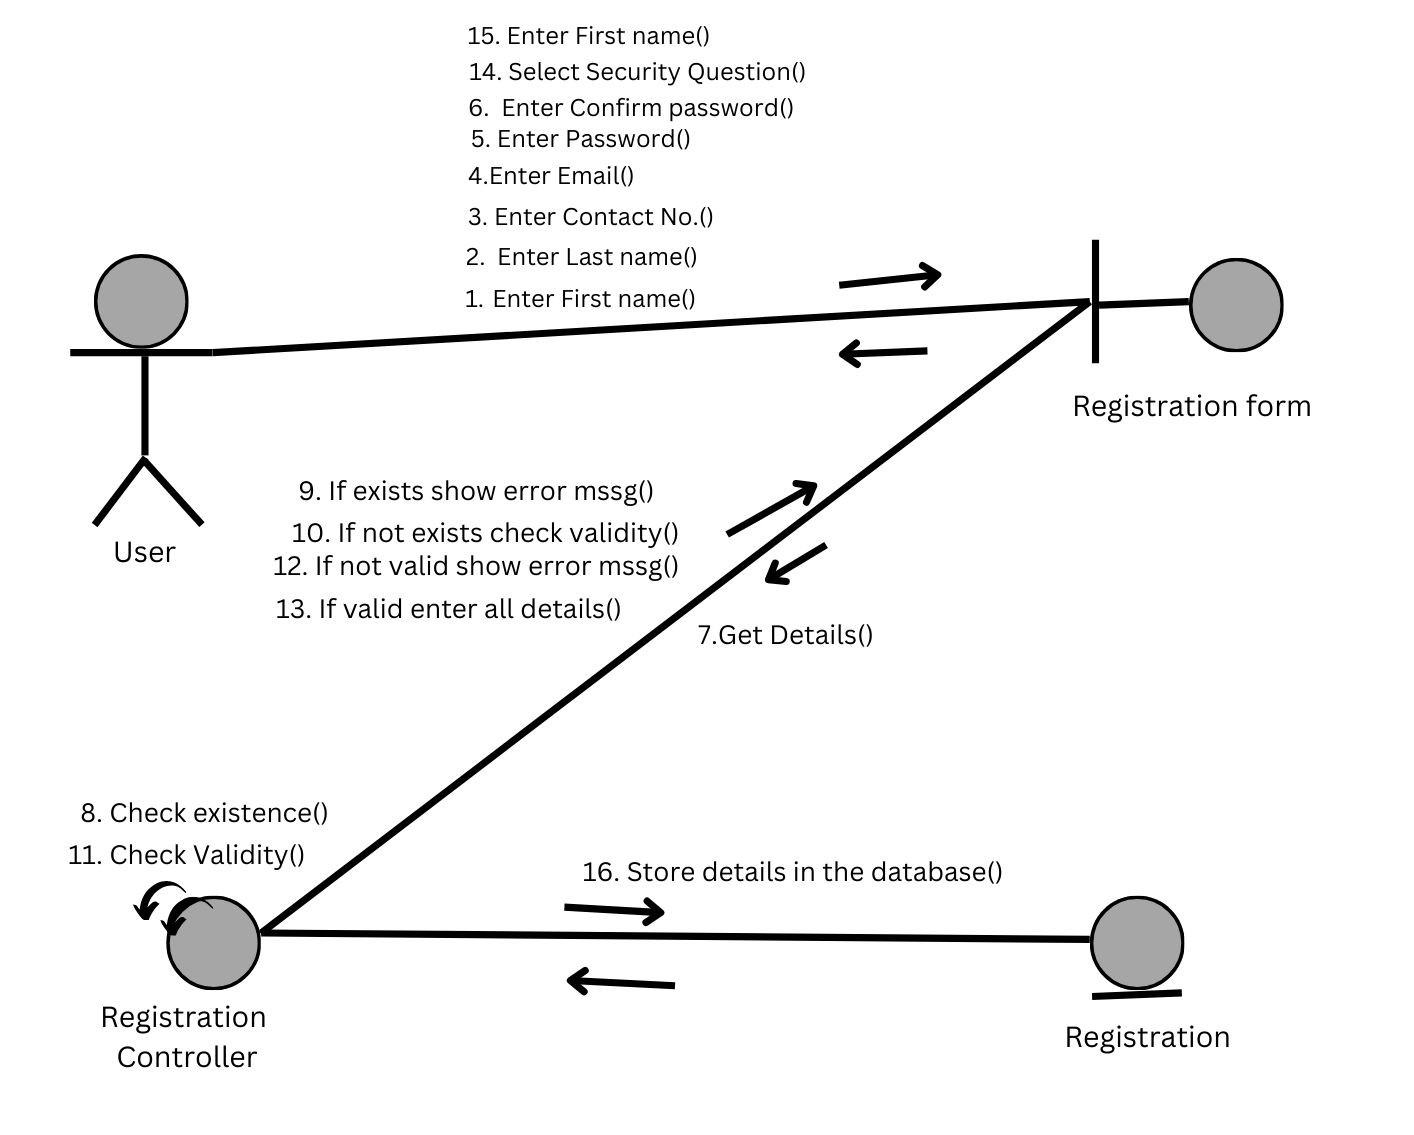 15. Enter First name()
14. Select Security Question()
6. Enter Confirm password()
5. Enter Password()
4.Enter Email()
3. Enter Contact No.()
2. Enter Last name()
1. Enter First name()
Registration form
User
9. If exists show error mssg()
10. If not exists check validity()
12. If not valid show error mssg()
13. If valid enter all details()
7.Get Details()
8. Check existence()
11. Check Validity()
16. Store details in the database()
Registration
Controller
Registration